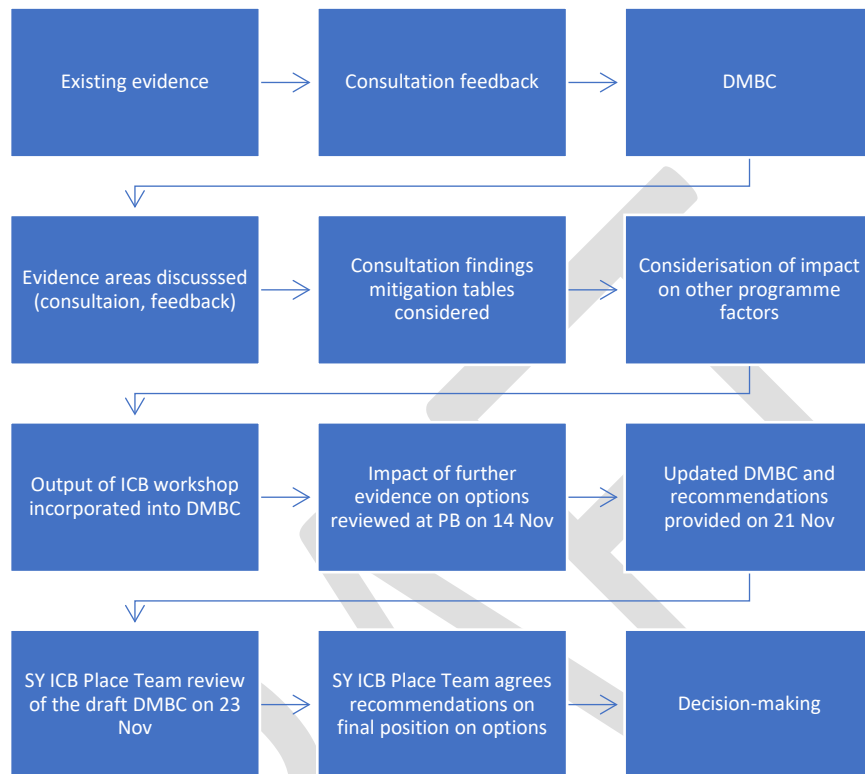 Existing evidence
Consultation feedback
DMBC
Evidence areas discusssed
(consultaion, feedback)
Consultation findings
mitigation tables
considered
Considerisation of impact
on other programme
factors
Output of ICB workshop
incorporated into DMBC
Impact of further
evidence on options
reviewed at PB on 14 Nov
Updated DMBC and
recommendations
provided on 21 Nov
SY ICB Place Team review
of the draft DMBC on 23
Nov
SY ICB Place Team agrees
recommendations on
final position on options
Decision-making